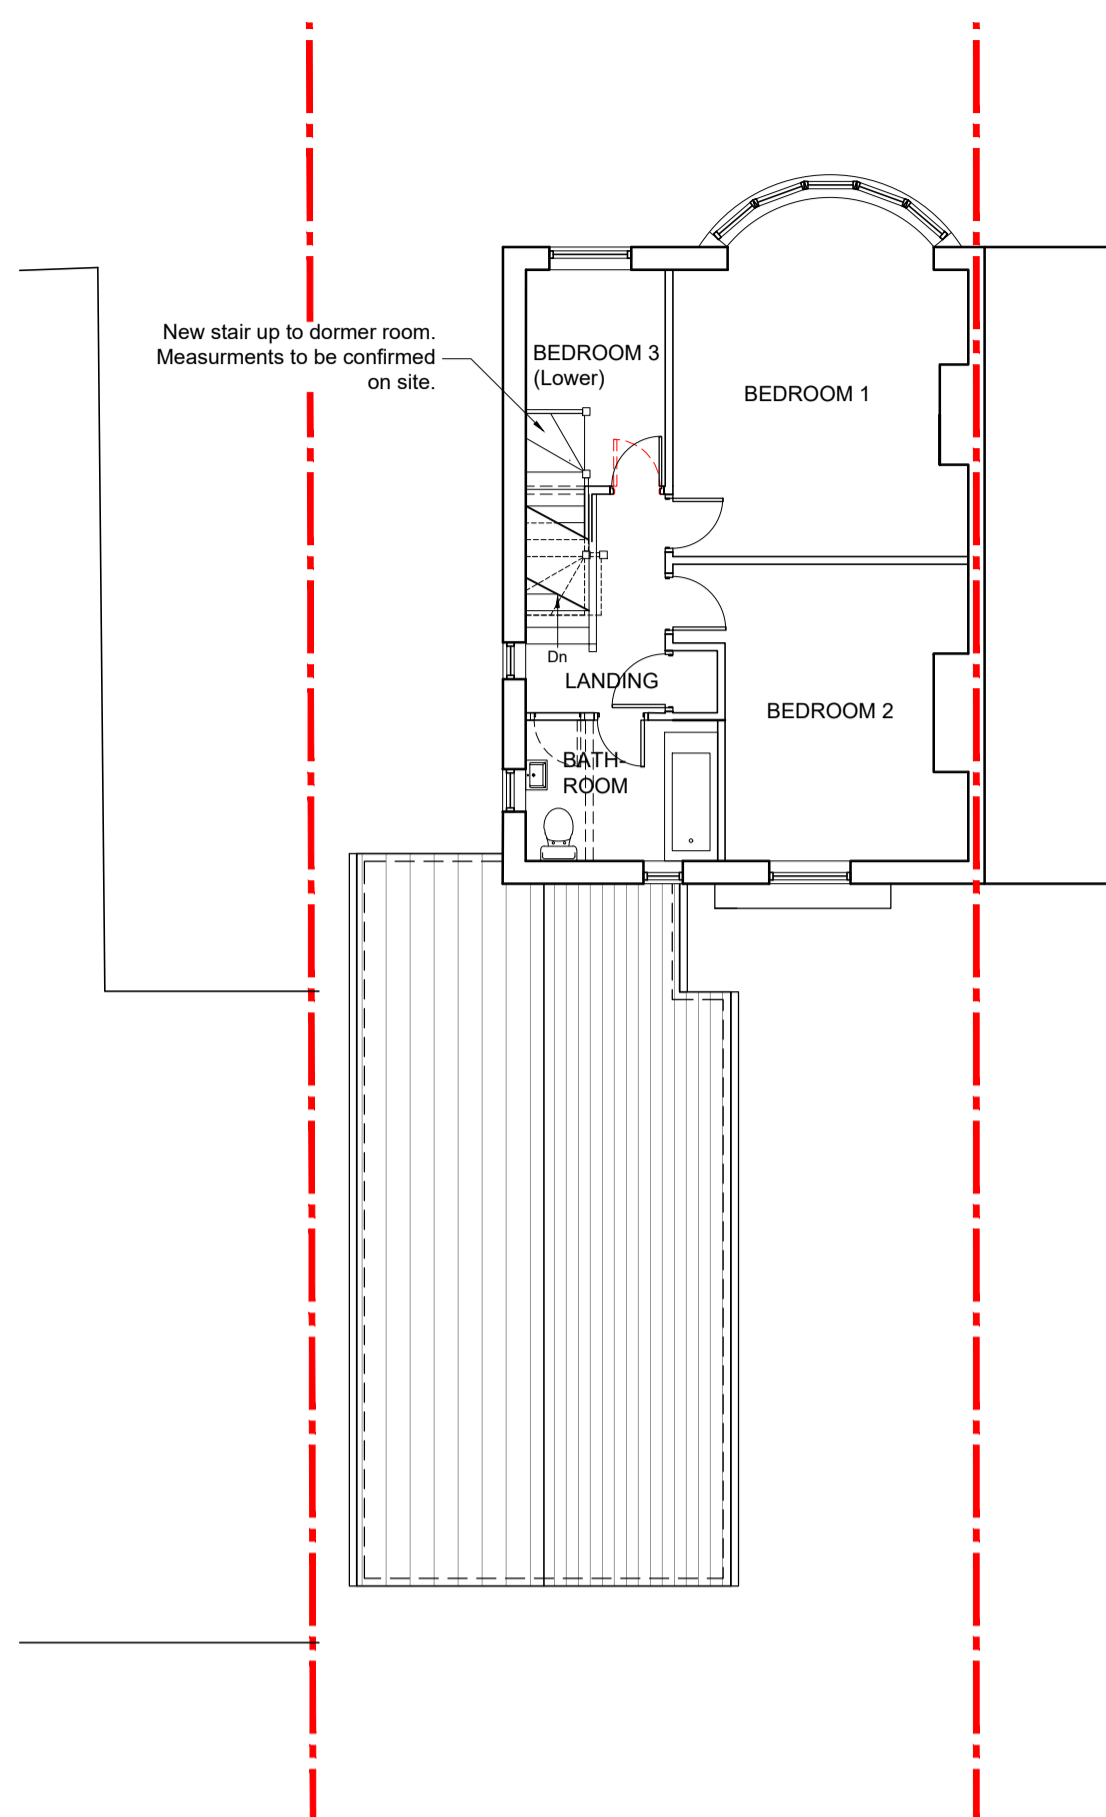 New stair up to dormer room.
Measurments to be confirmed
on site.
BEDROOM 3
(Lower)
BEDROOM 1
Dn
LANDING
BEDROOM 2
BATH-
ROOM